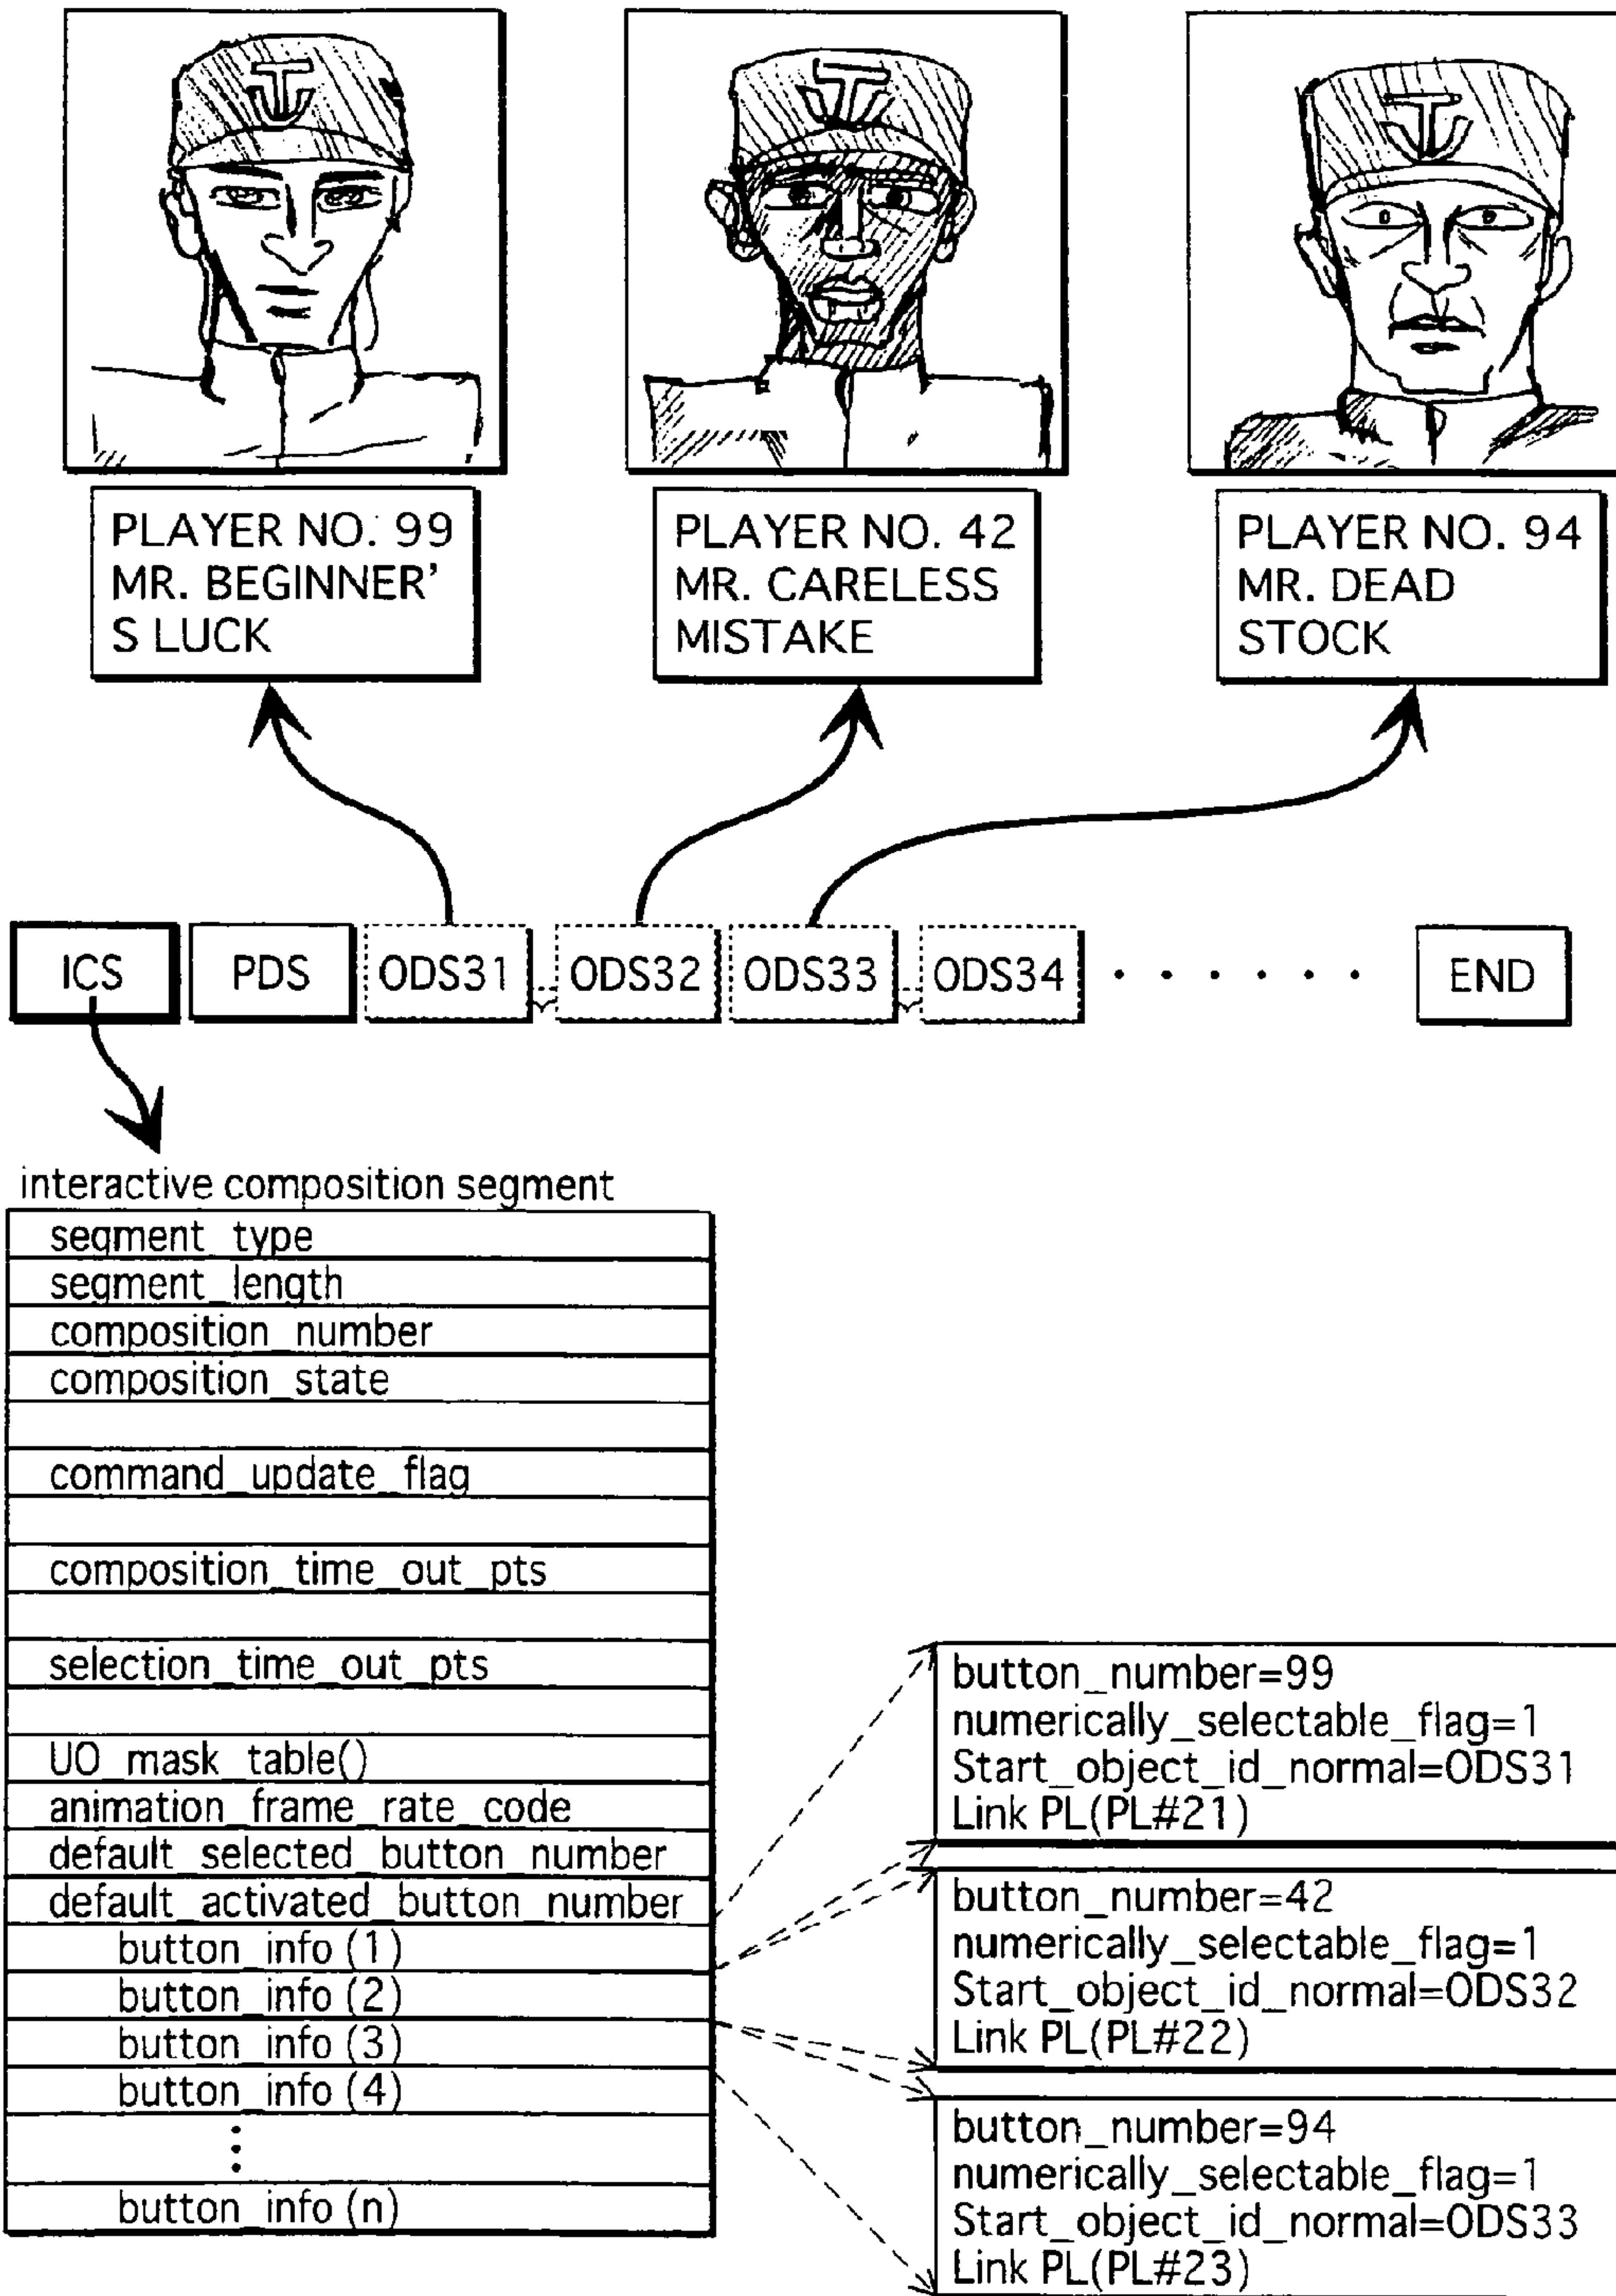 PLAYER NO. 99
MR. BEGINNER'
S LUCK
PLAYER NO. 42
MR. CARELESS
MISTAKE
PLAYER NO. 94
MR. DEAD
STOCK
ICS PDS ODS31 ODS32 ODS33 ODS34 · · · · · · END
interactive composition segment
segment_type
segment_length
composition_number
composition_state
command_update_flag
composition_time_out_pts
selection_time_out_pts
UO_mask_table()
animation_frame_rate_code
default_selected_button_number
default_activated_button_number
button_info (1)
button_info (2)
button_info (3)
button_info (4)
button_info (n)
button_number=99
numerically_selectable_flag=1
Start_object_id_normal=ODS31
Link PL(PL#21)
button_number=42
numerically_selectable_flag=1
Start_object_id_normal=ODS32
Link PL(PL#22)
button_number=94
numerically_selectable_flag=1
Start_object_id_normal=ODS33
Link PL(PL#23)